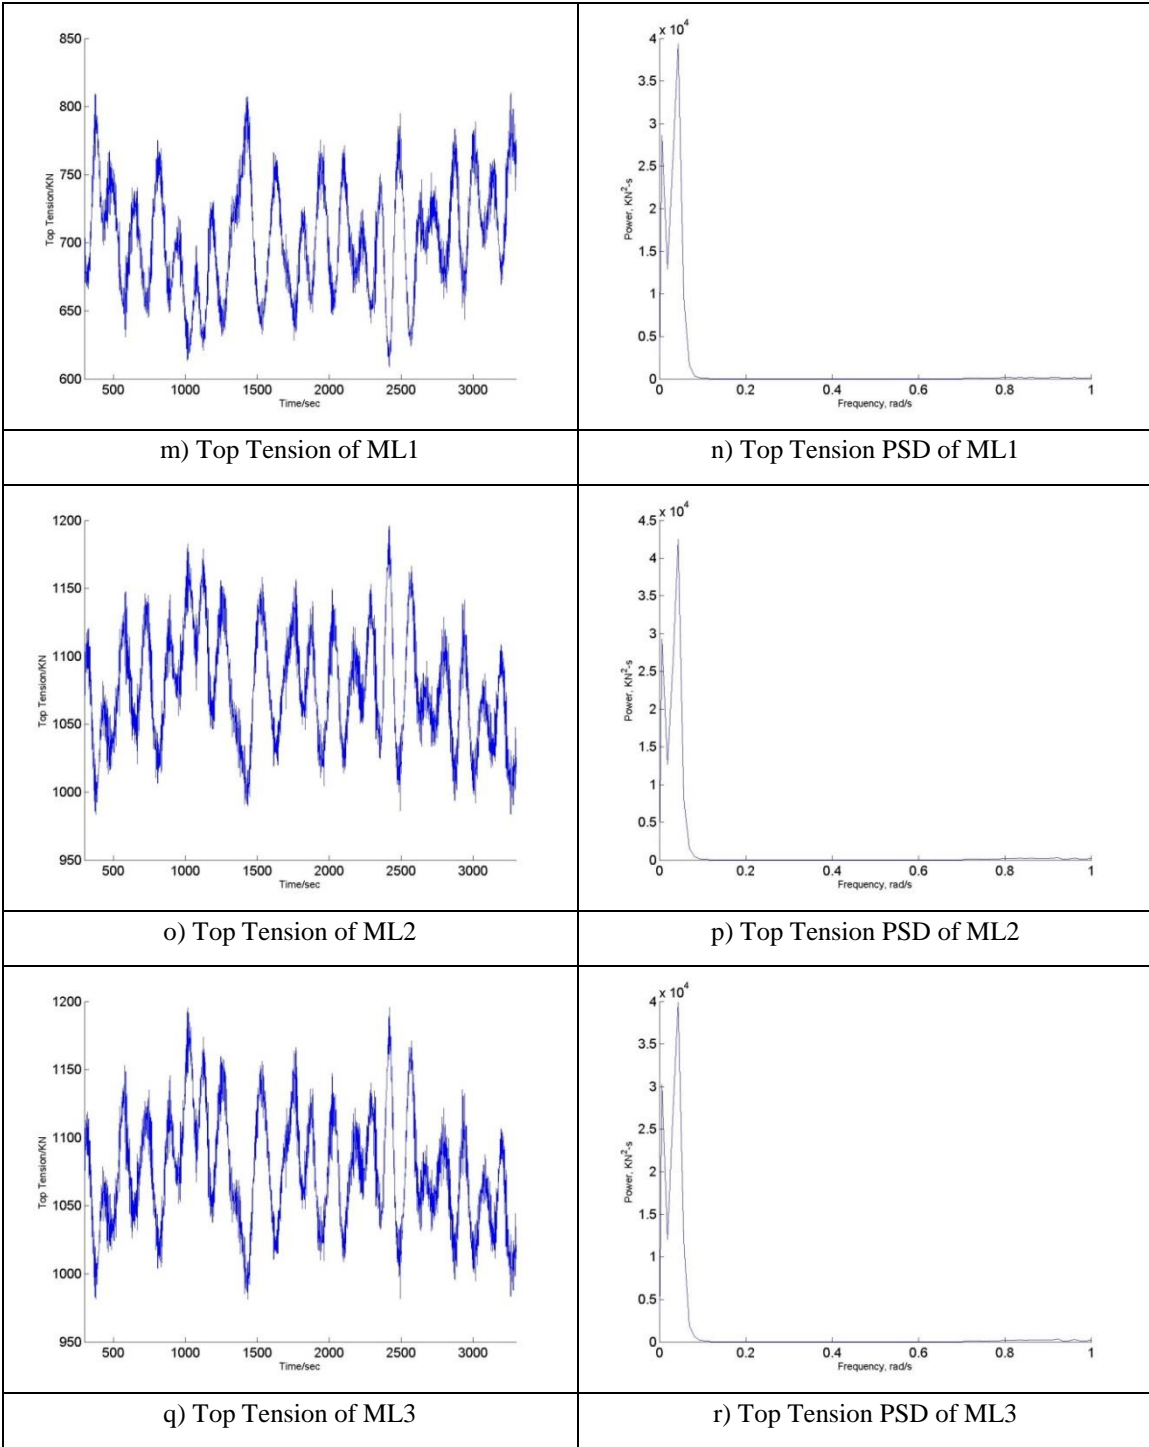 850
800
750
700
650
600
Top Tension/KN
500 1000 1500 2000 2500 3000
Time/sec
x 10^4
4
3.5
3
2.5
2
1.5
1
0.5
0
Power, KN^2-s
0 0.2 0.4 0.6 0.8 1
Frequency, rad/s
m) Top Tension of ML1
n) Top Tension PSD of ML1
1200
1150
1100
1050
1000
950
Top Tension/KN
500 1000 1500 2000 2500 3000
Time/sec
x 10^4
4.5
4
3.5
3
2.5
2
1.5
1
0.5
0
Power, KN^2-s
0 0.2 0.4 0.6 0.8 1
Frequency, rad/s
o) Top Tension of ML2
p) Top Tension PSD of ML2
1200
1150
1100
1050
1000
950
Top Tension/KN
500 1000 1500 2000 2500 3000
Time/sec
x 10^4
4
3.5
3
2.5
2
1.5
1
0.5
0
Power, KN^2-s
0 0.2 0.4 0.6 0.8 1
Frequency, rad/s
q) Top Tension of ML3
r) Top Tension PSD of ML3